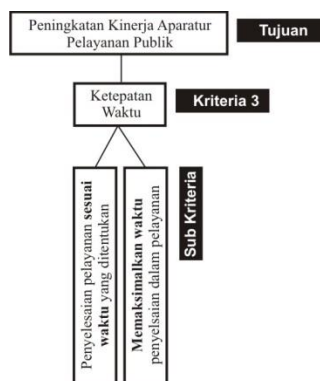 Peningkatan Kinerja Aparatur
Pelayanan Publik
Tujuan
Ketepatan
Waktu
Kriteria 3
Penyelesaian pelayanan sesuai
waktu yang ditentukan
Memaksimalkan waktu
penyelsaian dalam pelayanan
Sub Kriteria